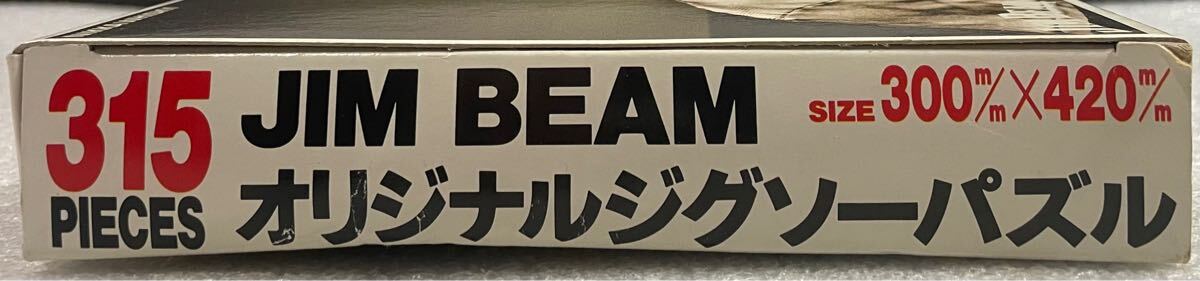 315
PIECES
JIM BEAM
SIZE 300m/m×420m/m
オリジナルジグソーパズル